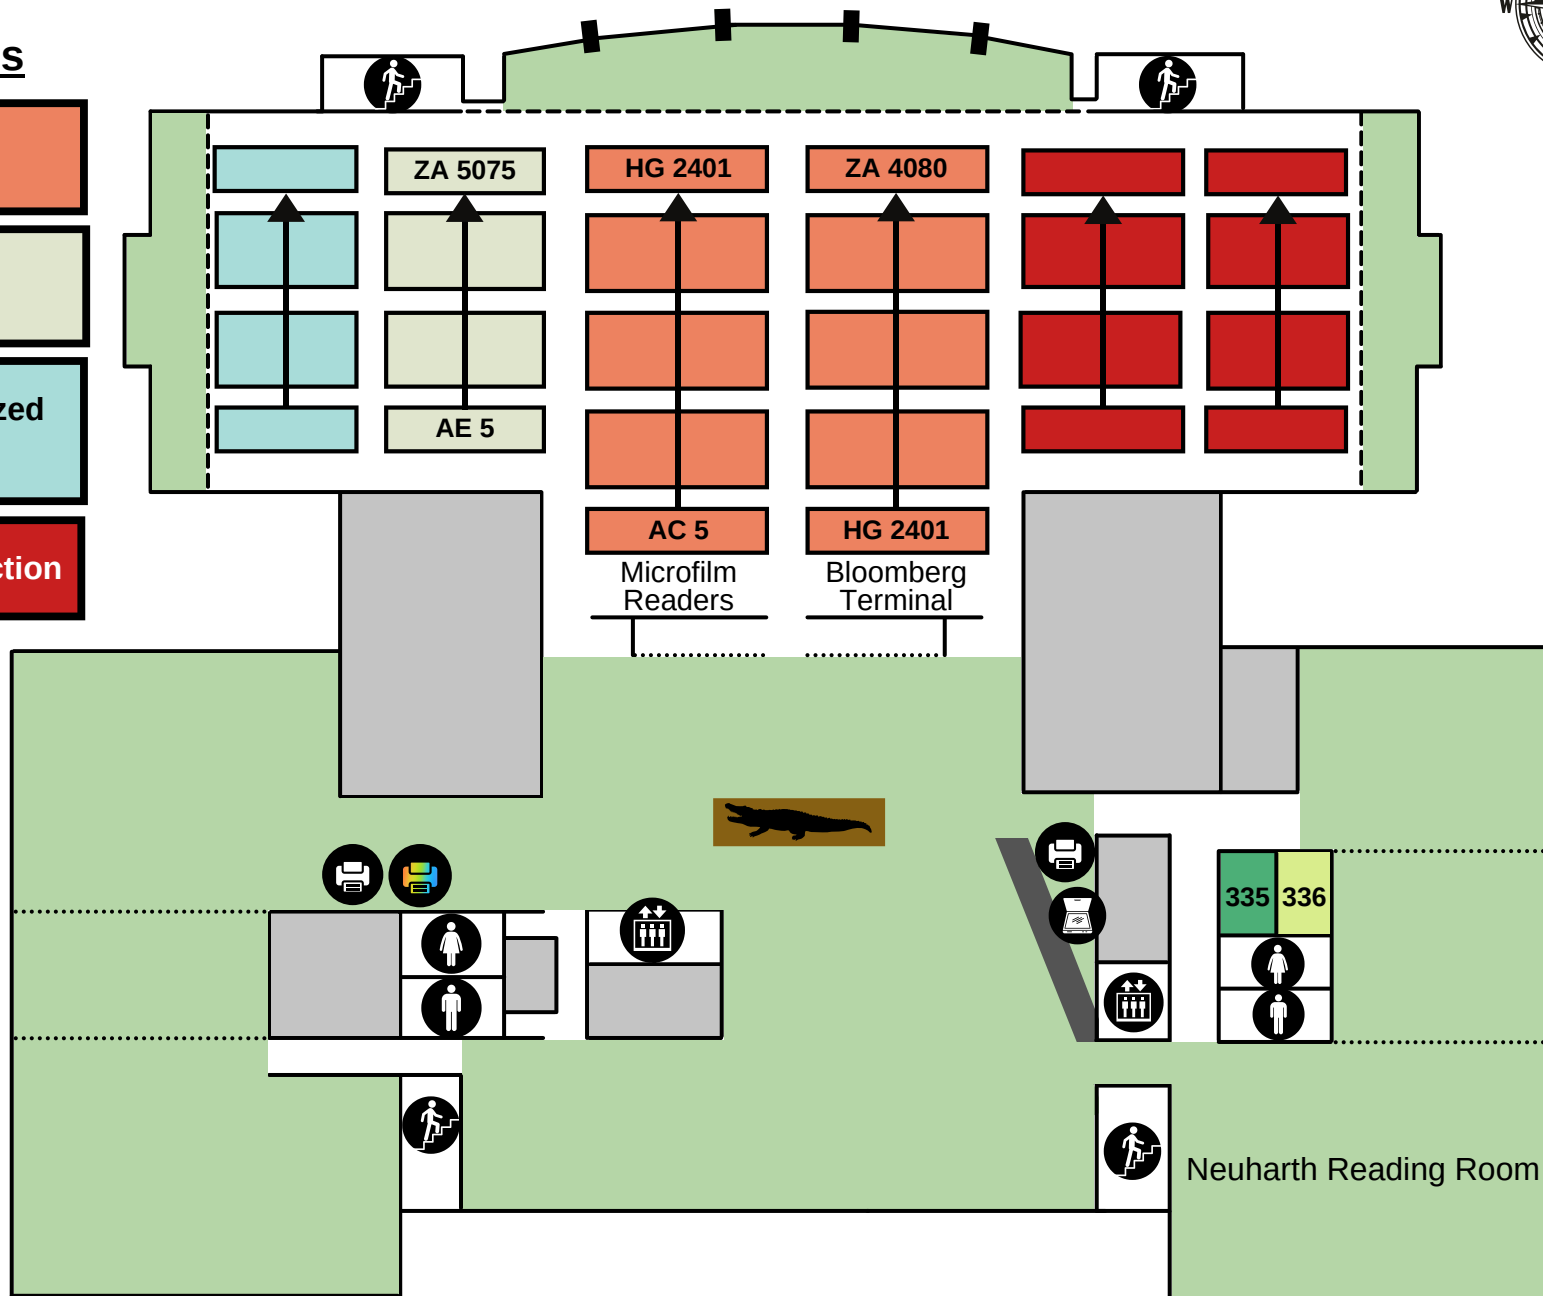 W
s
zed
ction
ZA 5075
HG 2401
ZA 4080
AE 5
AC 5
HG 2401
Microfilm
Readers
Bloomberg
Terminal
335
336
Neuharth Reading Room